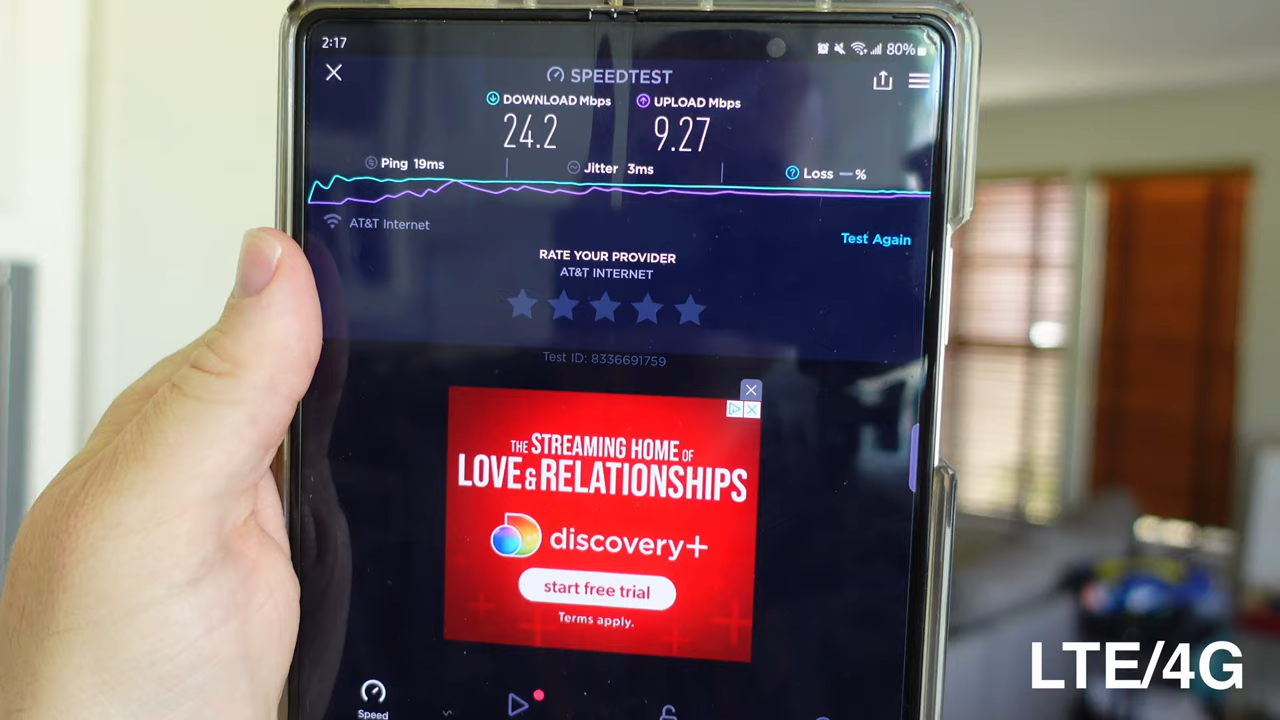 2:17
80%
SPEEDTEST
DOWNLOAD Mbps
UPLOAD Mbps
24.2
9.27
Ping 19ms
Jitter 3ms
Loss — %
AT&T Internet
Test Again
RATE YOUR PROVIDER
AT&T INTERNET
Test ID: 8336691759
THE STREAMING HOME OF
LOVE & RELATIONSHIPS
discovery+
start free trial
Terms apply.
Speed
LTE/4G